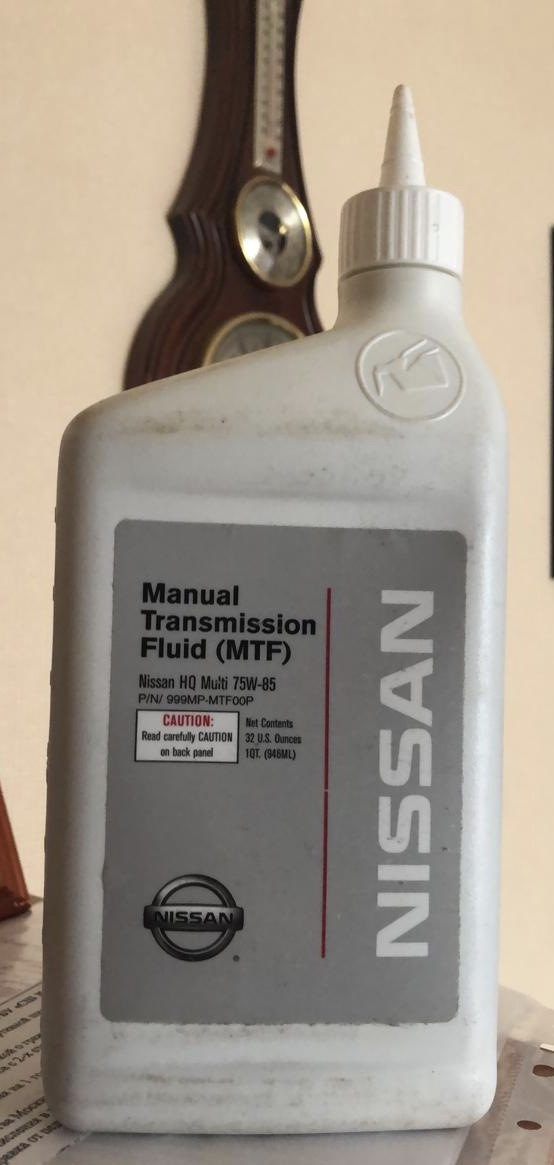 Manual
Transmission
Fluid (MTF)
Nissan HQ Multi 75W-85
P/N/ 999MP-MTF00P
CAUTION:
Read carefully CAUTION
on back panel
Net Contents
32 U.S. Ounces
1QT. (946ML)
NISSAN
NISSAN